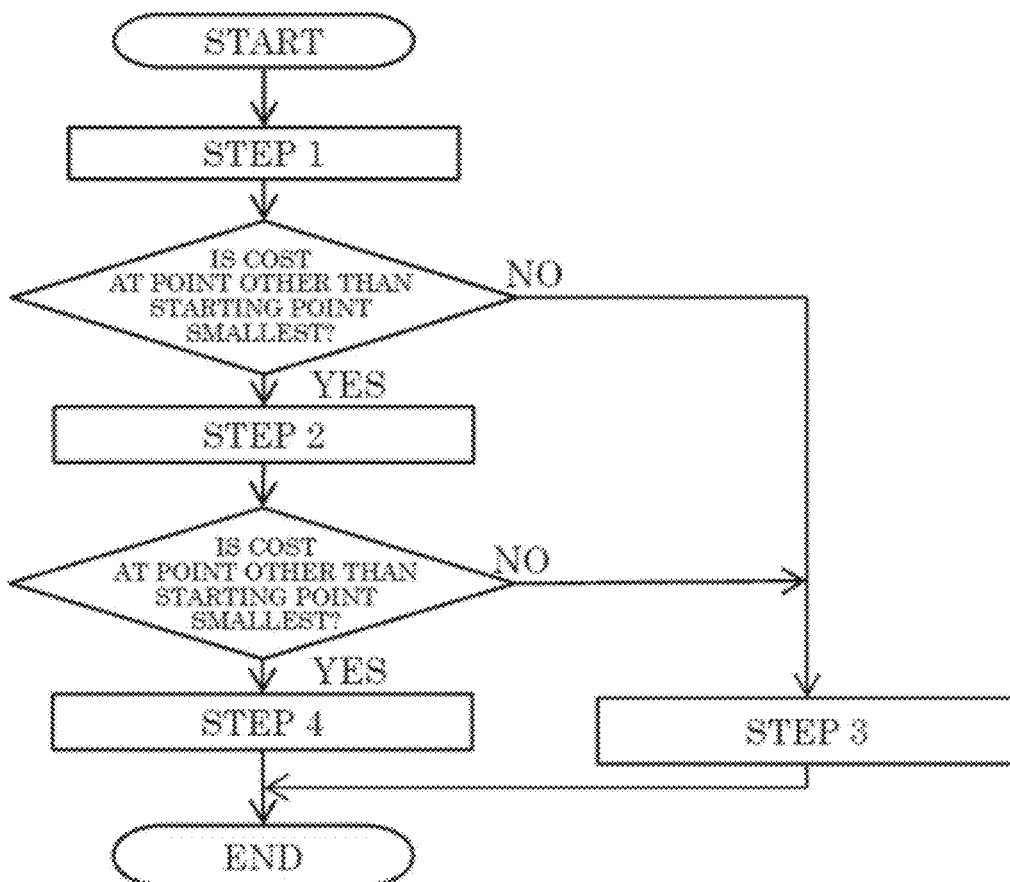 START
STEP 1
IS COST
AT POINT OTHER THAN
STARTING POINT
SMALLEST?
NO
YES
STEP 2
IS COST
AT POINT OTHER THAN
STARTING POINT
SMALLEST?
NO
YES
STEP 4
STEP 3
END